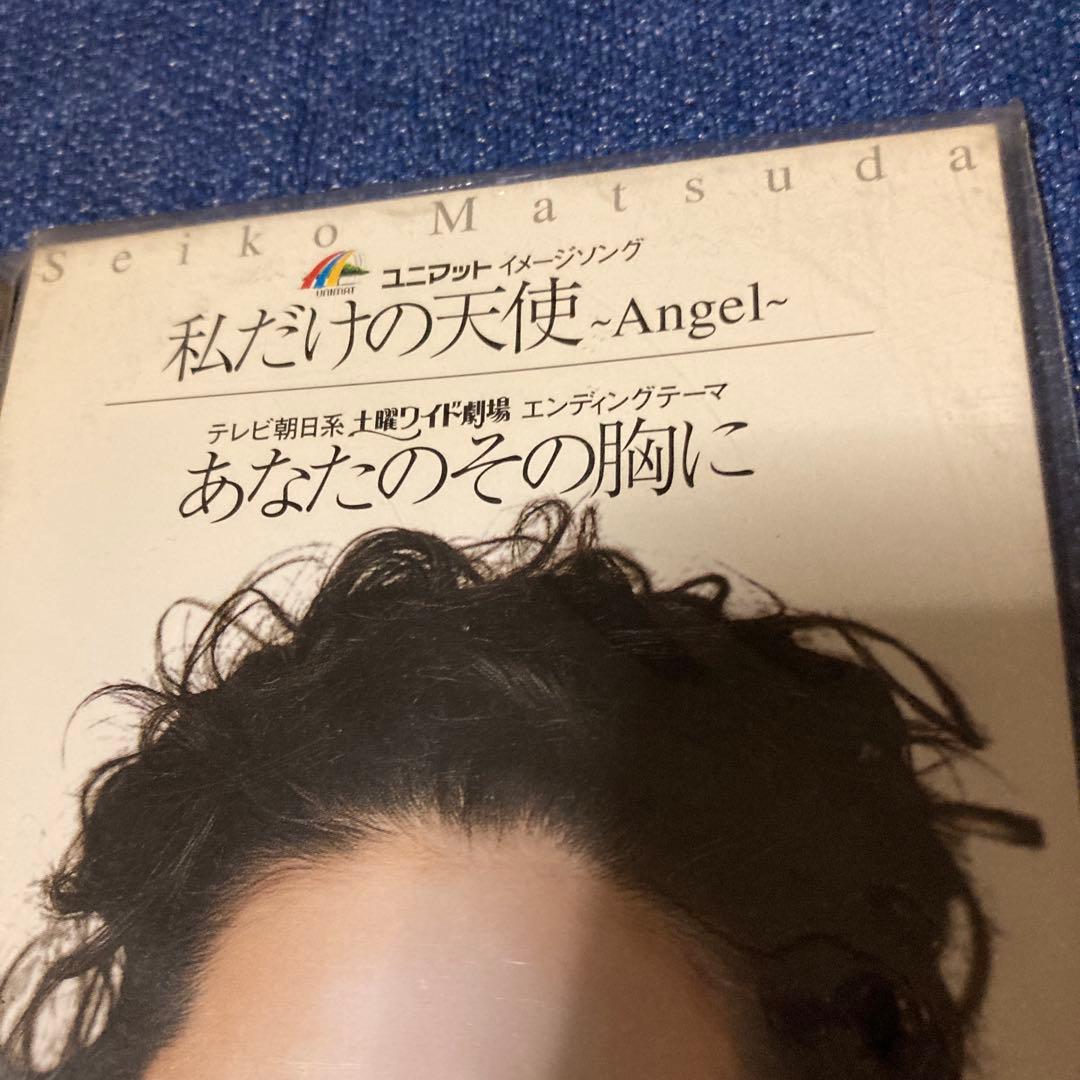 Seiko Matsuda
UNIMAT ユニマット イメージソング
私だけの天使~Angel~
テレビ朝日系 土曜ワイド劇場 エンディングテーマ
あなたのその胸に